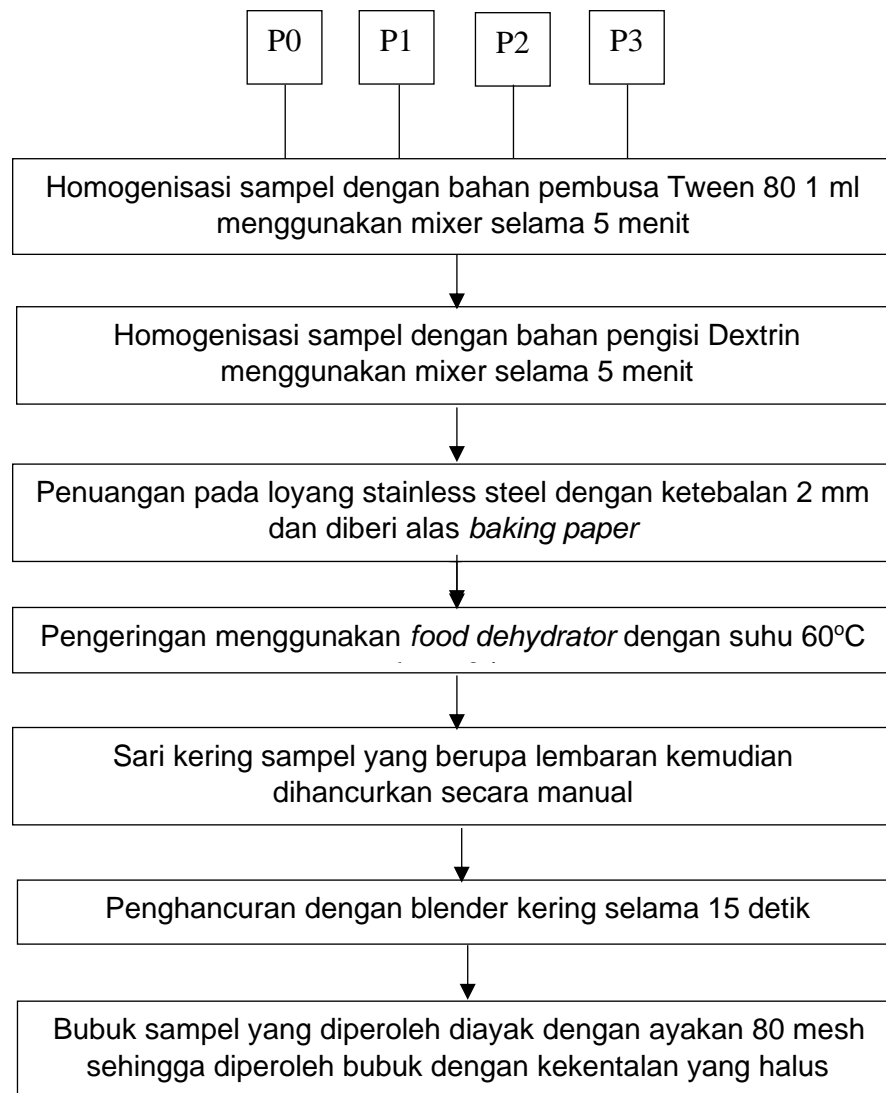 P0 P1 P2 P3
Homogenisasi sampel dengan bahan pembusa Tween 80 1 ml
menggunakan mixer selama 5 menit
Homogenisasi sampel dengan bahan pengisi Dextrin
menggunakan mixer selama 5 menit
Penuangan pada loyang stainless steel dengan ketebalan 2 mm
dan diberi alas baking paper
Pengeringan menggunakan food dehydrator dengan suhu 60ºC
Sari kering sampel yang berupa lembaran kemudian
dihancurkan secara manual
Penghancuran dengan blender kering selama 15 detik
Bubuk sampel yang diperoleh diayak dengan ayakan 80 mesh
sehingga diperoleh bubuk dengan kekentalan yang halus